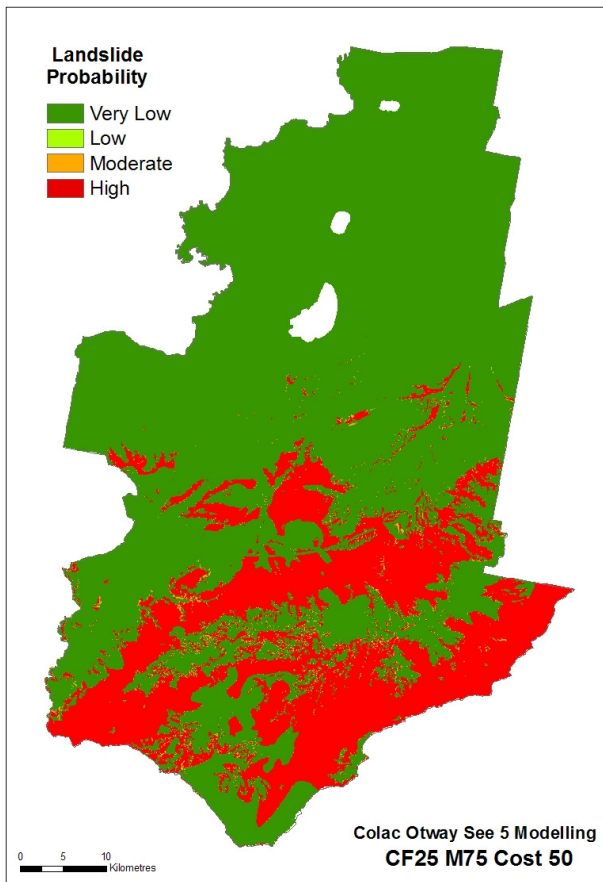 Landslide
Probability
Very Low
Low
Moderate
High
Colac Otway See 5 Modelling
CF25 M75 Cost 50
0 5 10
Kilometres